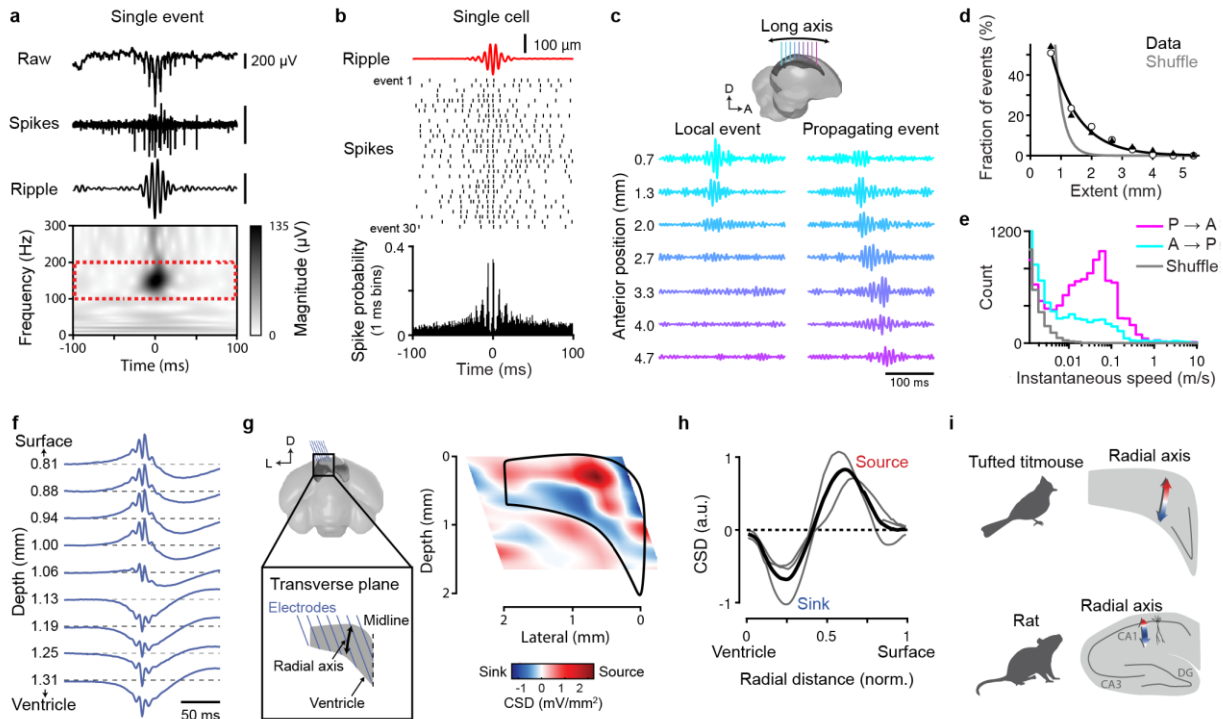 a
Single event
Raw
200 µV
Spikes
Ripple
Frequency (Hz)
300
200
100
0
-100
0
100
Time (ms)
135
0
Magnitude (µV)
b
Single cell
Ripple
100 µm
event 1
Spikes
event 30
Spike probability
(1 ms bins)
0.4
0.2
0
-100
0
100
Time (ms)
c
Long axis
D
A
Local event
Propagating event
Anterior position (mm)
0.7
1.3
2.0
2.7
3.3
4.0
4.7
100 ms
d
Data
Shuffle
Fraction of events (%)
40
20
0
0 1 2 3 4 5
Extent (mm)
e
P → A
A → P
Shuffle
Count
1200
0
0.01 0.1 1 10
Instantaneous speed (m/s)
f
Surface
0.81
0.88
0.94
1.00
1.06
1.13
1.19
1.25
1.31
Ventricle
Depth (mm)
50 ms
g
D
L
Transverse plane
Electrodes
Midline
Radial axis
Ventricle
Depth (mm)
0
1
2
2 1 0
Lateral (mm)
Sink
Source
-1 0 1 2
CSD (mV/mm²)
h
Source
Sink
CSD (a.u.)
1
0
-1
0 0.5 1
Ventricle
Surface
Radial distance (norm.)
i
Tufted titmouse
Radial axis
Rat
Radial axis
CA1
CA3
DG